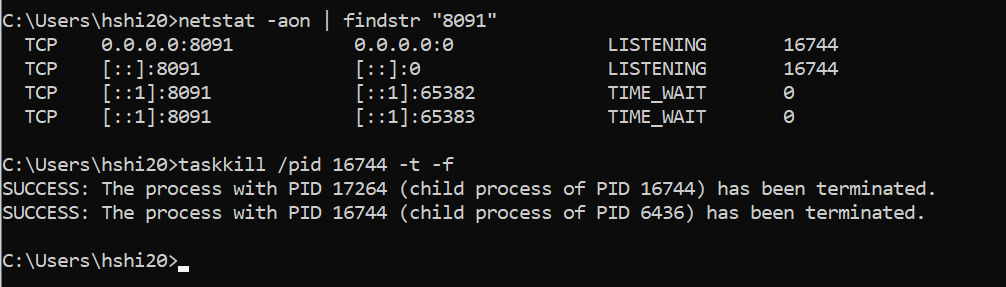 C:\Users\hshi20>netstat -aon | findstr "8091"
  TCP    0.0.0.0:8091           0.0.0.0:0              LISTENING       16744
  TCP    [::]:8091              [::]:0                 LISTENING       16744
  TCP    [::1]:8091             [::1]:65382            TIME_WAIT       0
  TCP    [::1]:8091             [::1]:65383            TIME_WAIT       0
C:\Users\hshi20>taskkill /pid 16744 -t -f
SUCCESS: The process with PID 17264 (child process of PID 16744) has been terminated.
SUCCESS: The process with PID 16744 (child process of PID 6436) has been terminated.
C:\Users\hshi20>